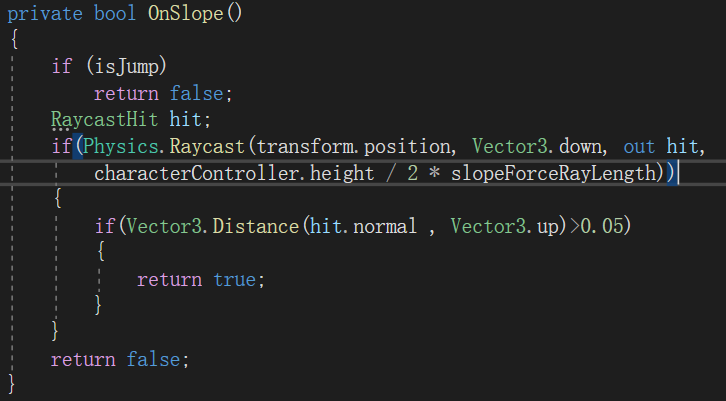 private bool OnSlope()
{
if (isJump)
return false;
RaycastHit hit;
if(Physics.Raycast(transform.position, Vector3.down, out hit,
characterController.height / 2 * slopeForceRayLength))
{
if(Vector3.Distance(hit.normal , Vector3.up)>0.05)
{
return true;
}
}
return false;
}